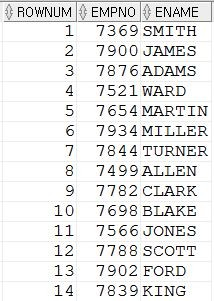 ROWNUM EMPNO ENAME
1 7369 SMITH
2 7900 JAMES
3 7876 ADAMS
4 7521 WARD
5 7654 MARTIN
6 7934 MILLER
7 7844 TURNER
8 7499 ALLEN
9 7782 CLARK
10 7698 BLAKE
11 7566 JONES
12 7788 SCOTT
13 7902 FORD
14 7839 KING